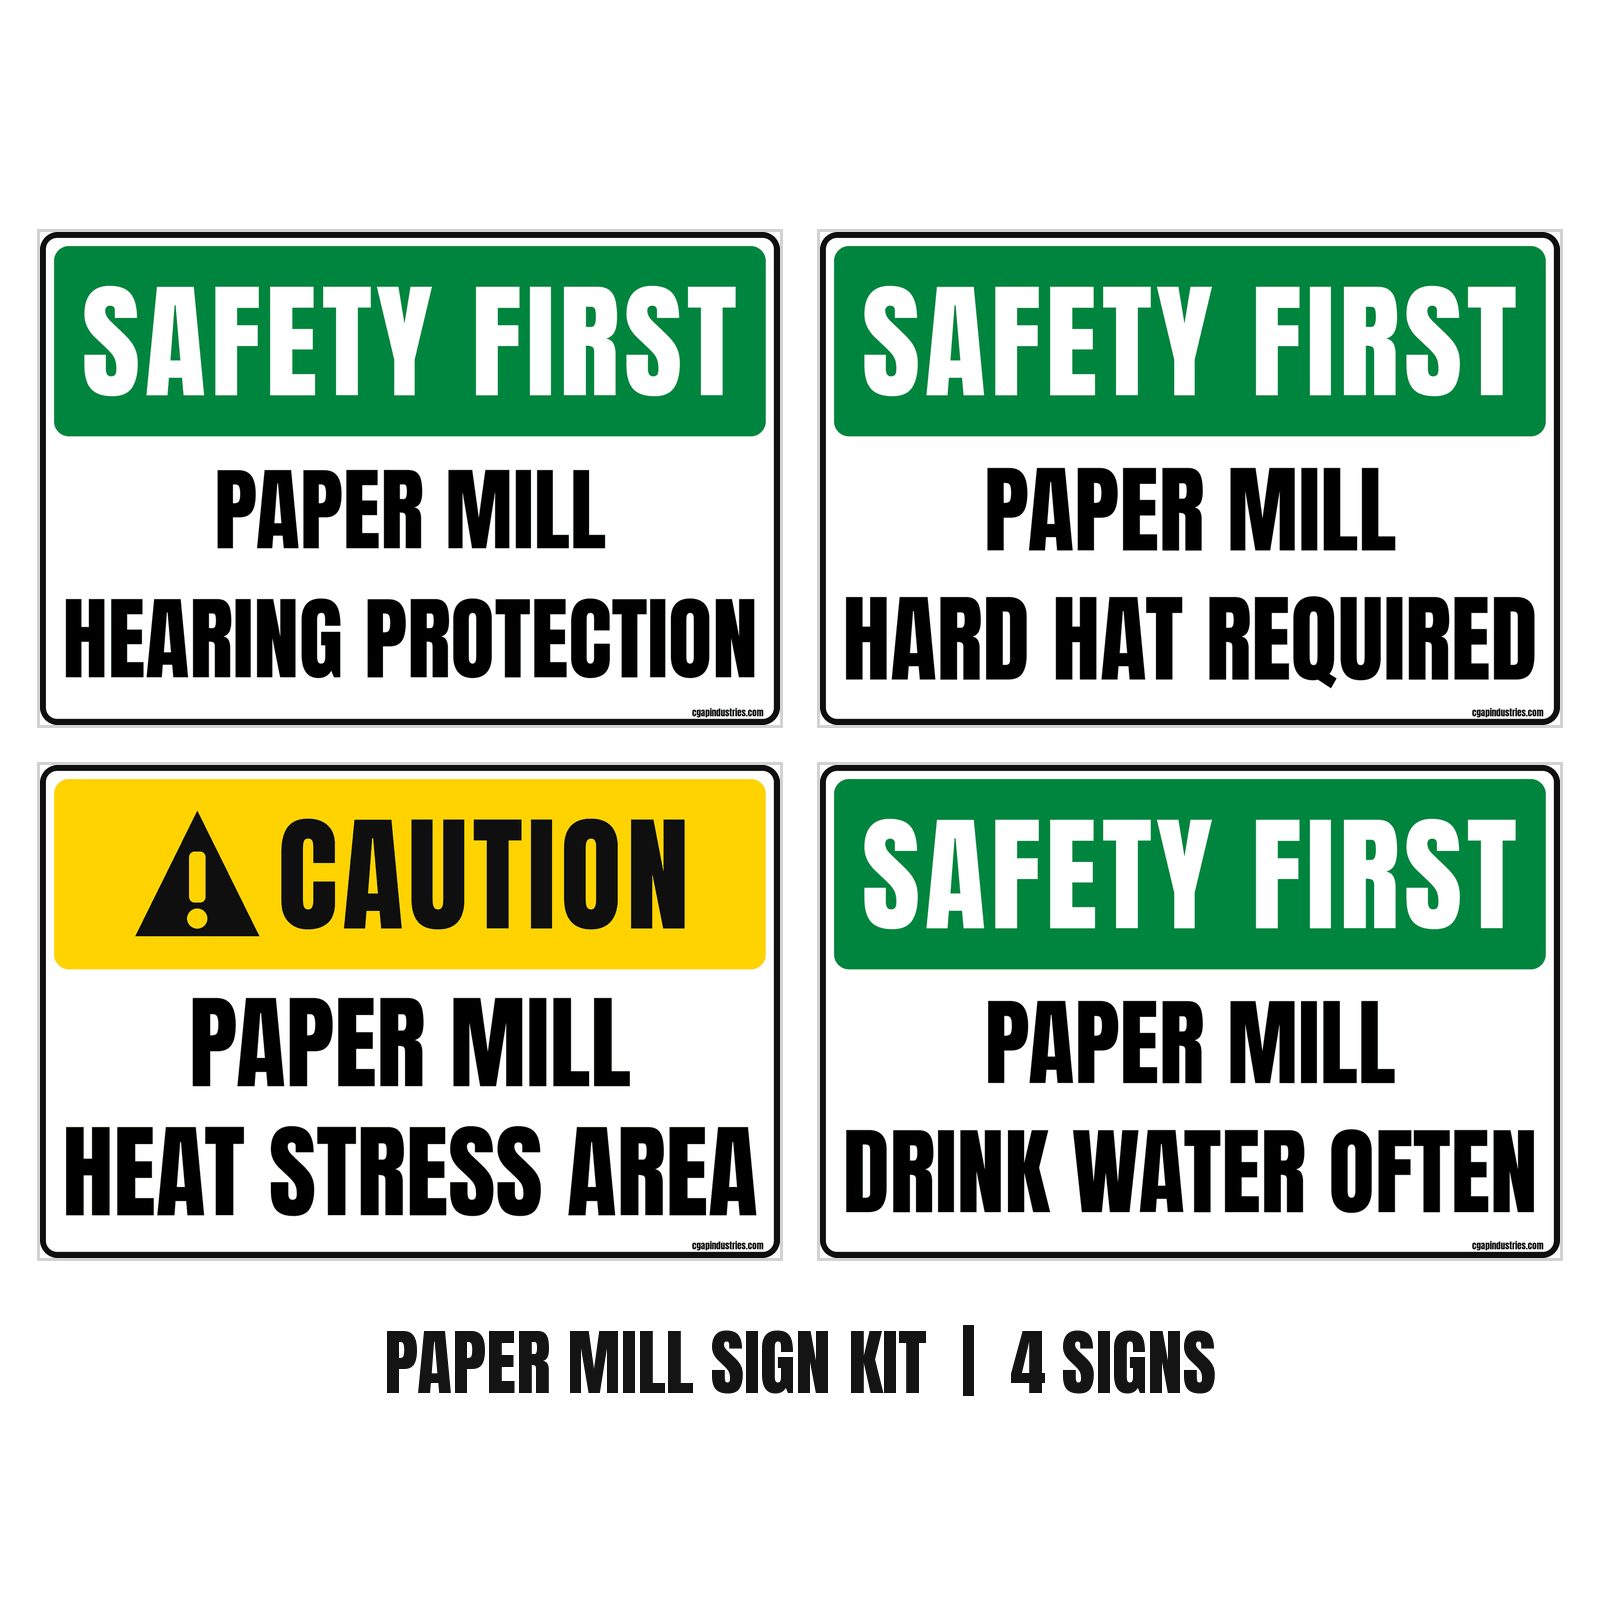 SAFETY FIRST
PAPER MILL
HEARING PROTECTION
cgapindustries.com
SAFETY FIRST
PAPER MILL
HARD HAT REQUIRED
cgapindustries.com
CAUTION
PAPER MILL
HEAT STRESS AREA
cgapindustries.com
SAFETY FIRST
PAPER MILL
DRINK WATER OFTEN
cgapindustries.com
PAPER MILL SIGN KIT | 4 SIGNS